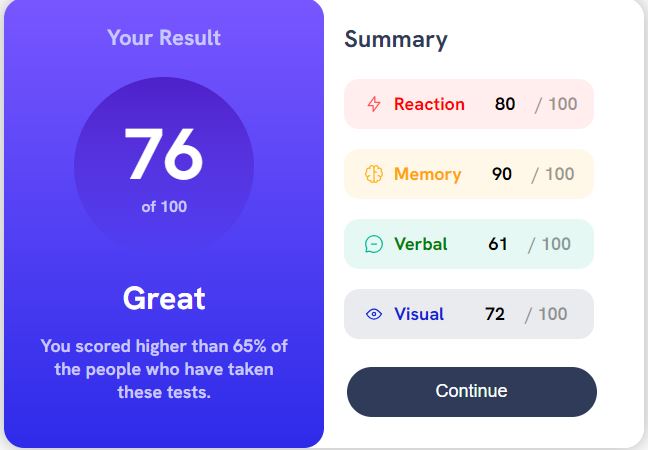 Your Result
76
of 100
Great
You scored higher than 65% of
the people who have taken
these tests.
Summary
Reaction 80 / 100
Memory 90 / 100
Verbal 61 / 100
Visual 72 / 100
Continue